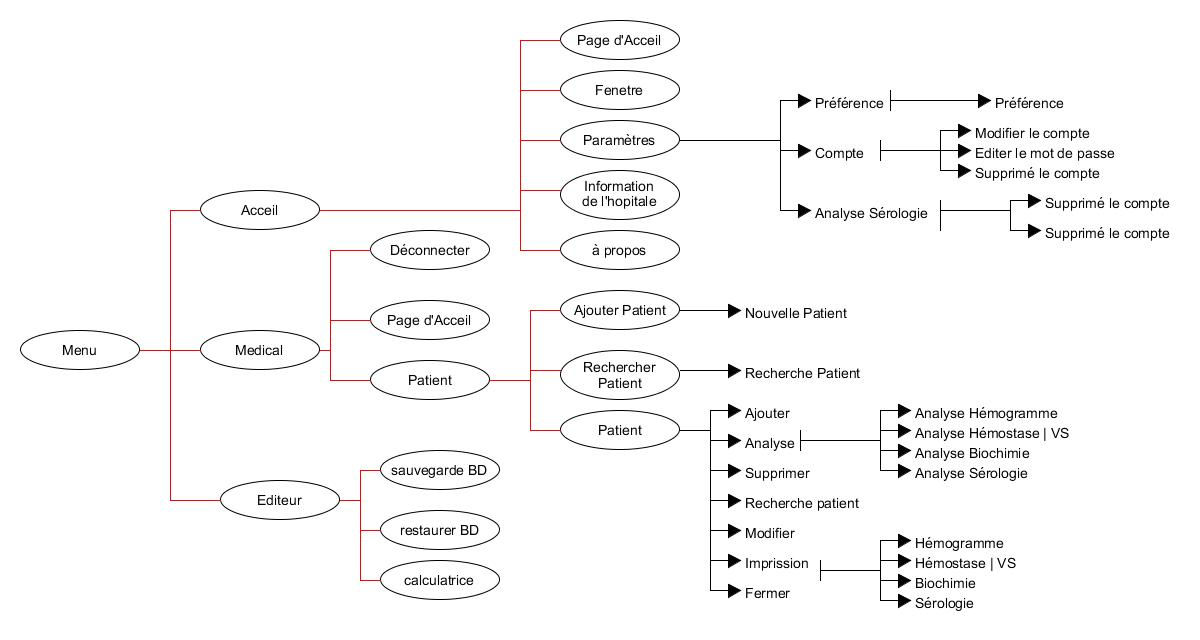 Page d'Acceil
Fenetre
Préférence
Préférence
Paramètres
Modifier le compte
Compte
Editer le mot de passe
Supprimé le compte
Information
de l'hopitale
Acceil
Analyse Sérologie
Supprimé le compte
Supprimé le compte
Déconnecter
à propos
Ajouter Patient
Nouvelle Patient
Page d'Acceil
Menu
Medical
Rechercher
Patient
Recherche Patient
Patient
Patient
Ajouter
Analyse
Analyse Hémogramme
Analyse Hémostase | VS
Analyse Biochimie
Analyse Sérologie
Supprimer
Recherche patient
Modifier
Imprission
Fermer
Hémogramme
Hémostase | VS
Biochimie
Sérologie
sauvegarde BD
Editeur
restaurer BD
calculatrice